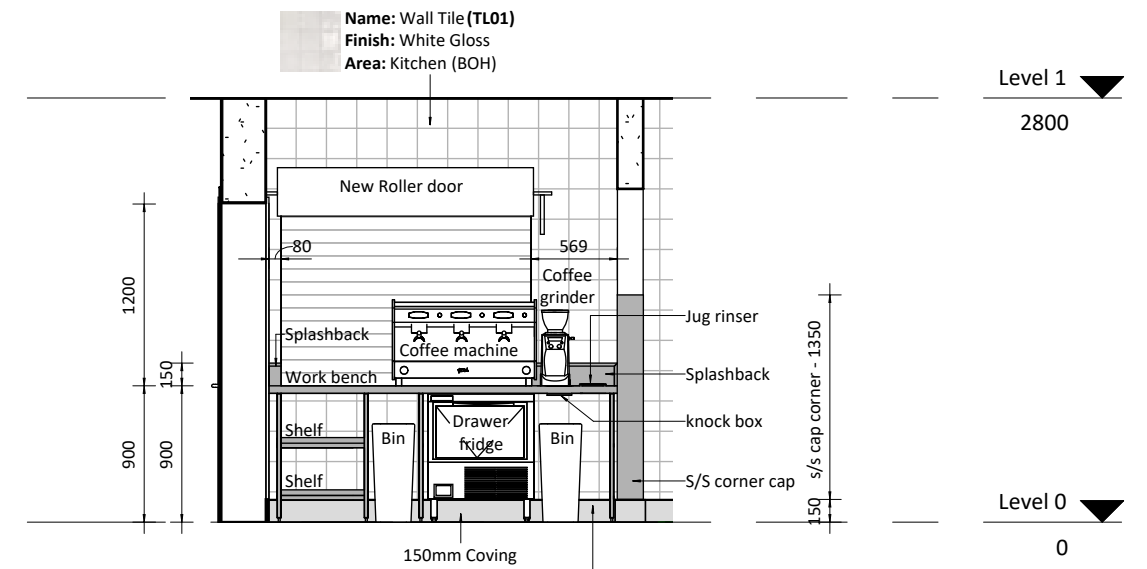 Name: Wall Tile (TL01)
Finish: White Gloss
Area: Kitchen (BOH)
Level 1
2800
New Roller door
80
569
Coffee
grinder
1200
Jug rinser
Splashback
Coffee machine
s/s cap corner - 1350
150
Work bench
Splashback
knock box
Shelf
Bin
Drawer
fridge
Bin
900
900
Shelf
S/S corner cap
150
Level 0
0
150mm Coving